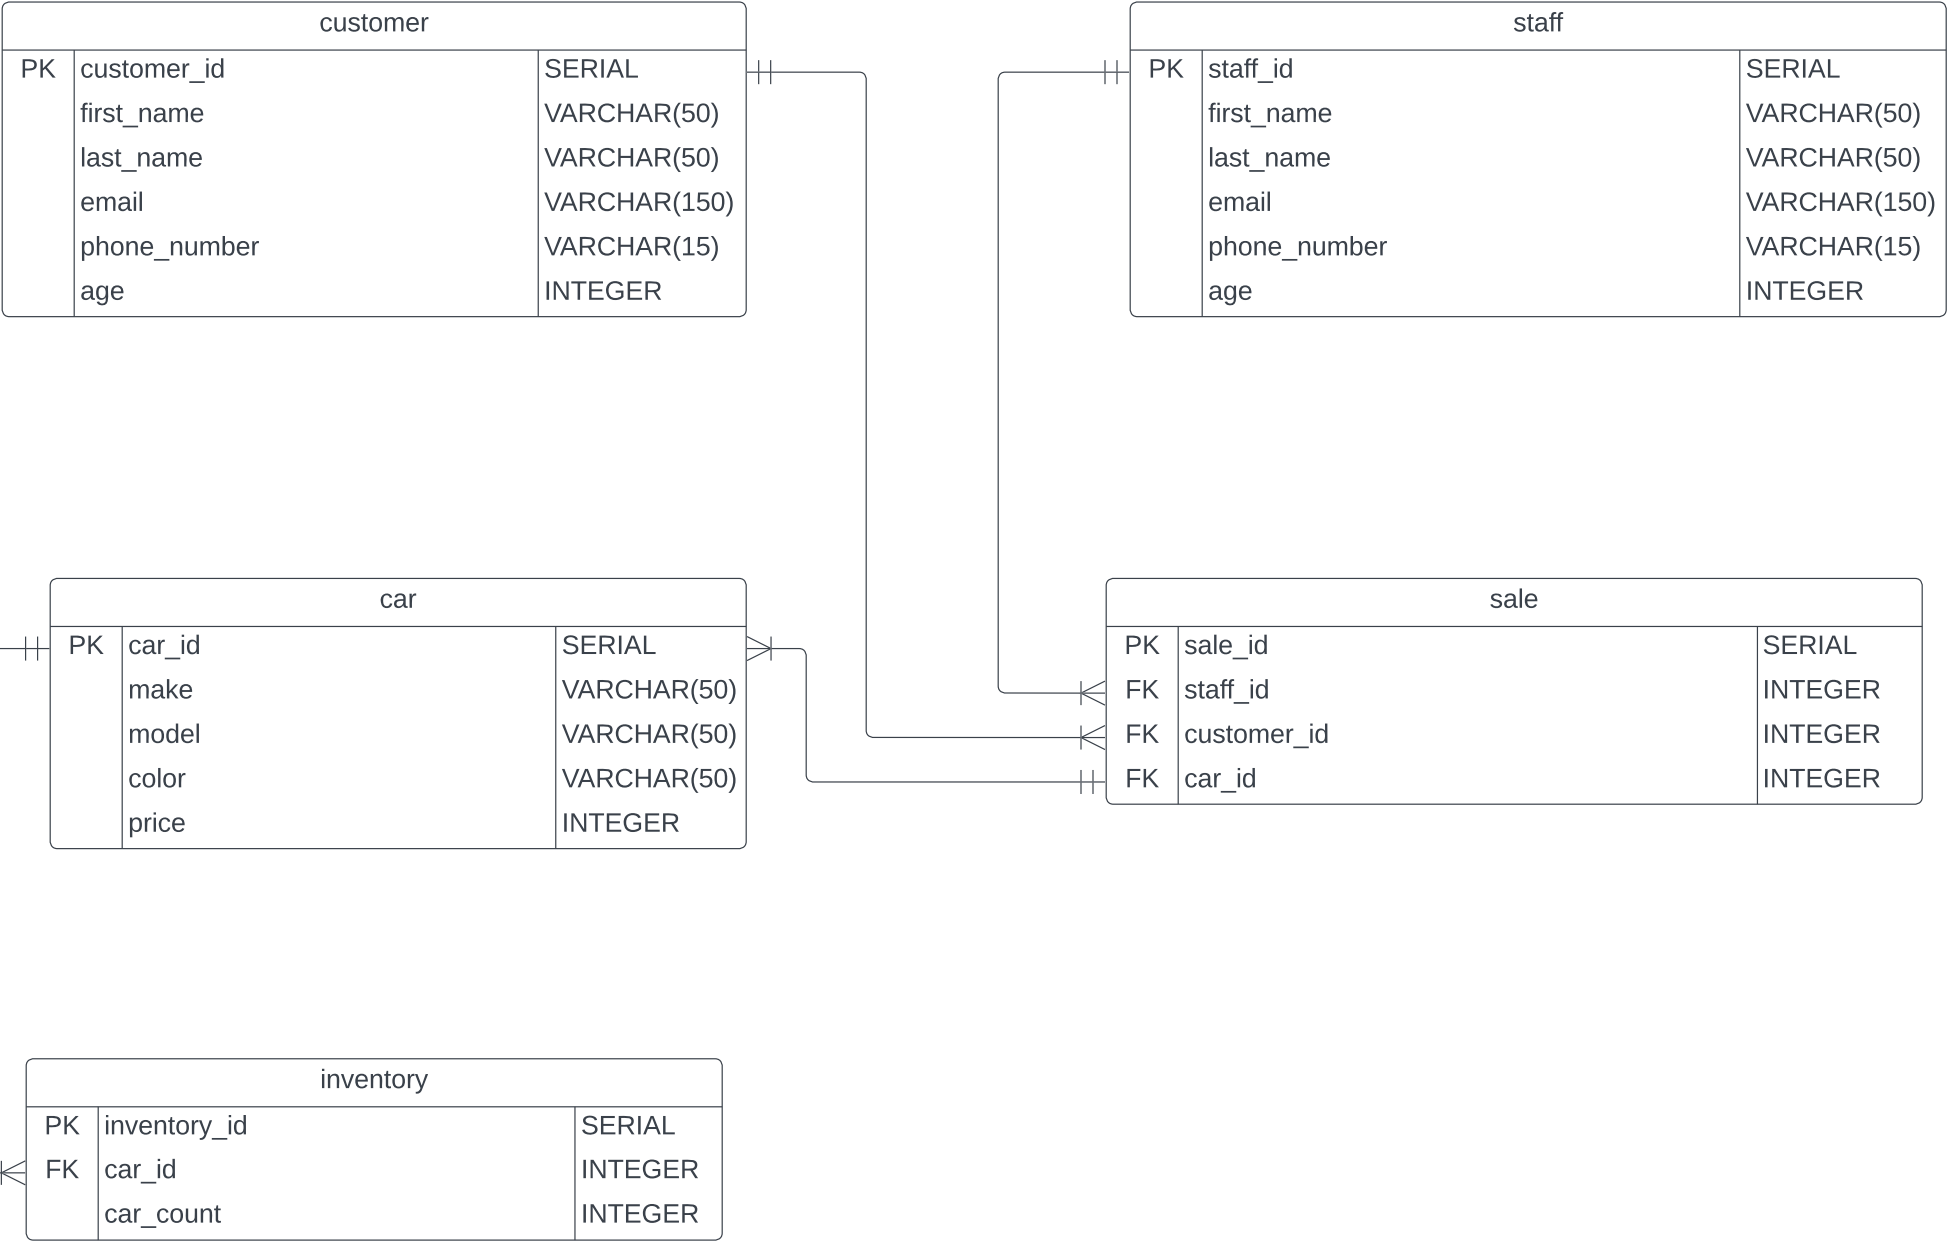 customer
PK customer_id SERIAL
first_name VARCHAR(50)
last_name VARCHAR(50)
email VARCHAR(150)
phone_number VARCHAR(15)
age INTEGER
staff
PK staff_id SERIAL
first_name VARCHAR(50)
last_name VARCHAR(50)
email VARCHAR(150)
phone_number VARCHAR(15)
age INTEGER
car
PK car_id SERIAL
make VARCHAR(50)
model VARCHAR(50)
color VARCHAR(50)
price INTEGER
sale
PK sale_id SERIAL
FK staff_id INTEGER
FK customer_id INTEGER
FK car_id INTEGER
inventory
PK inventory_id SERIAL
FK car_id INTEGER
car_count INTEGER